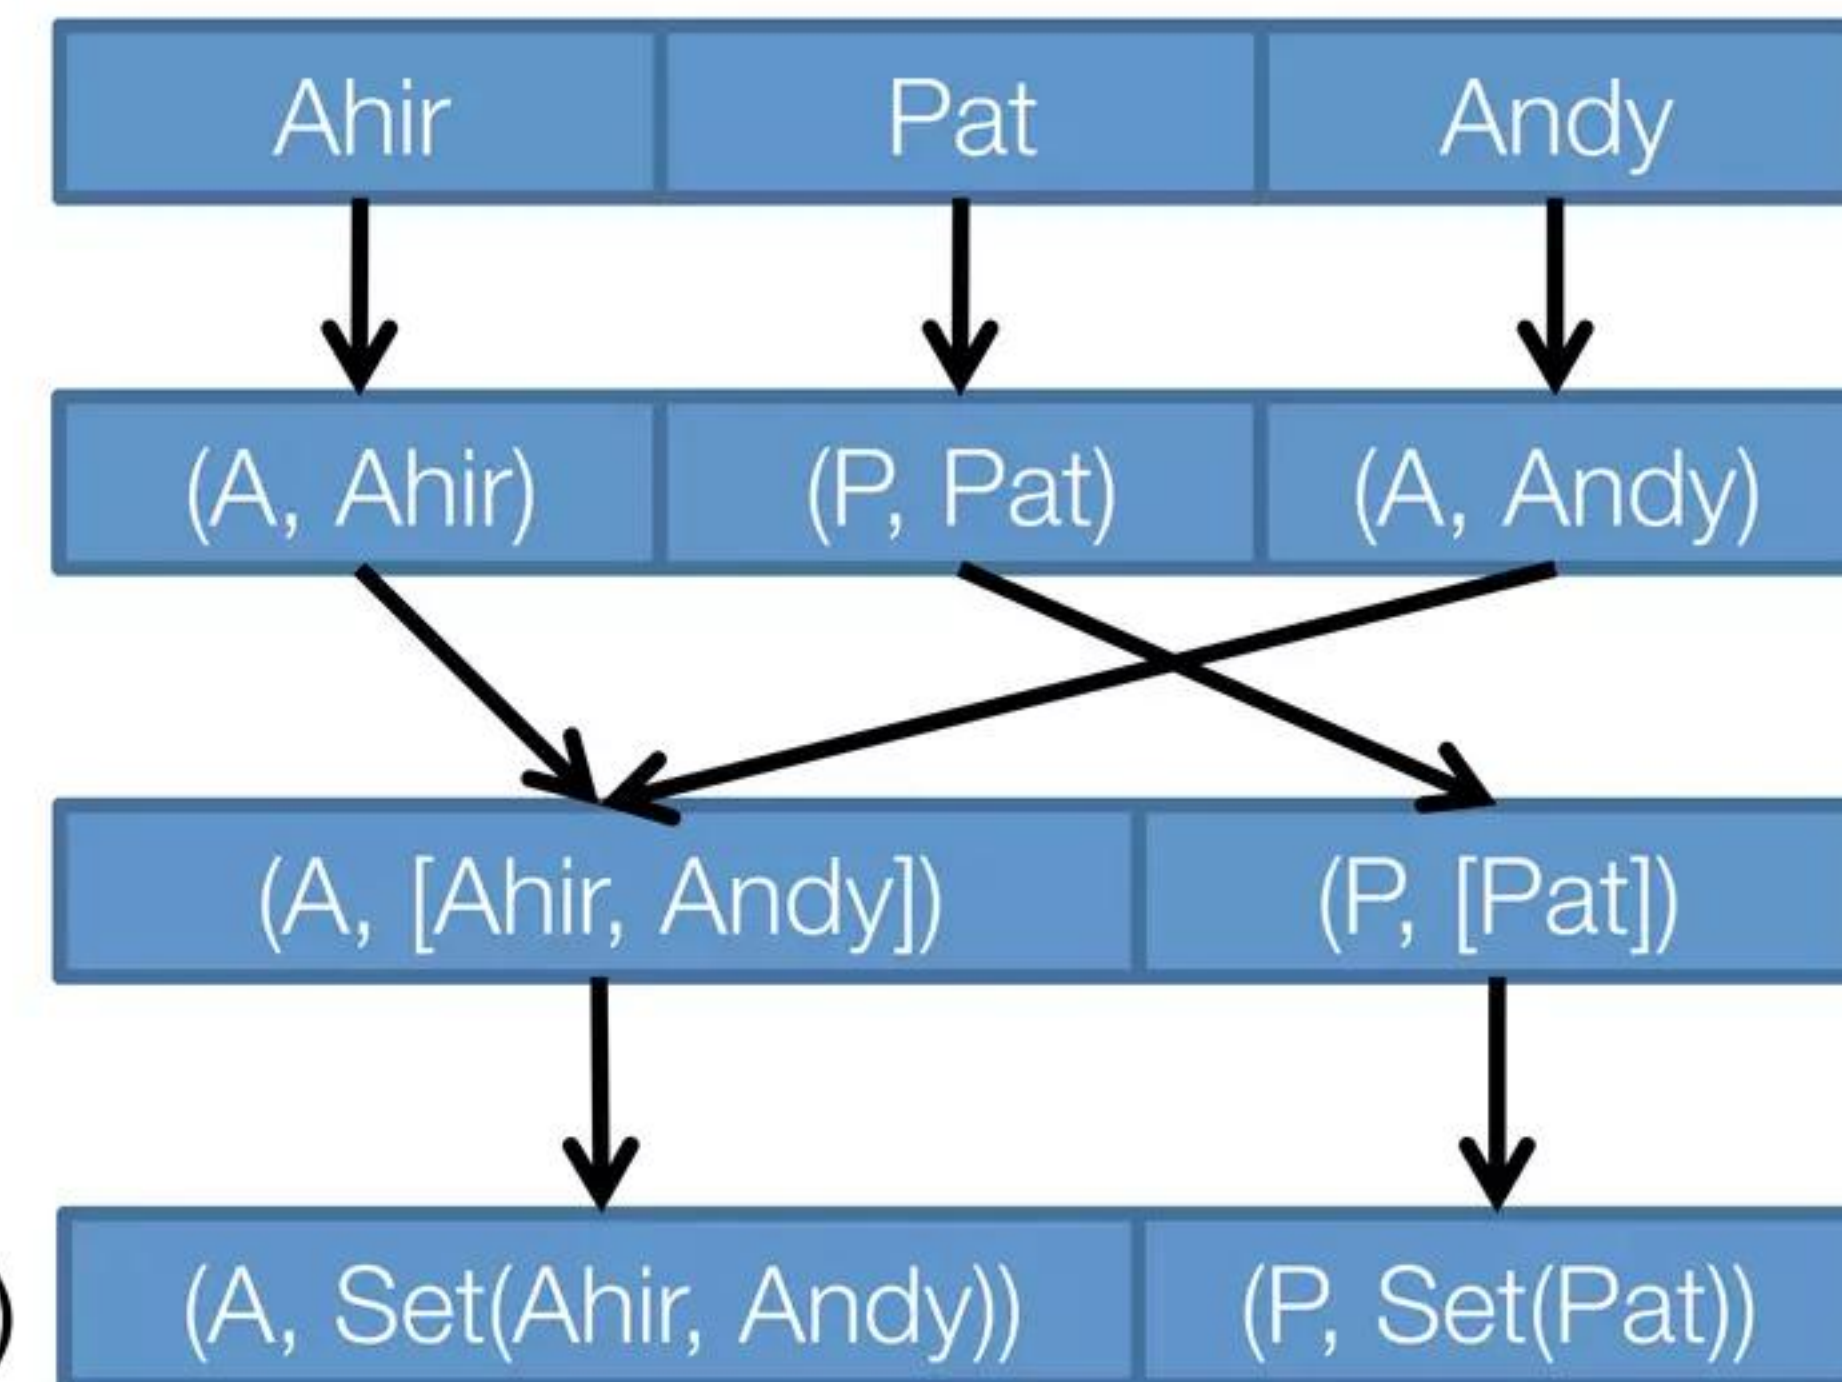 Ahir Pat Andy
(A, Ahir) (P, Pat) (A, Andy)
(A, [Ahir, Andy]) (P, [Pat])
) (A, Set(Ahir, Andy)) (P, Set(Pat))